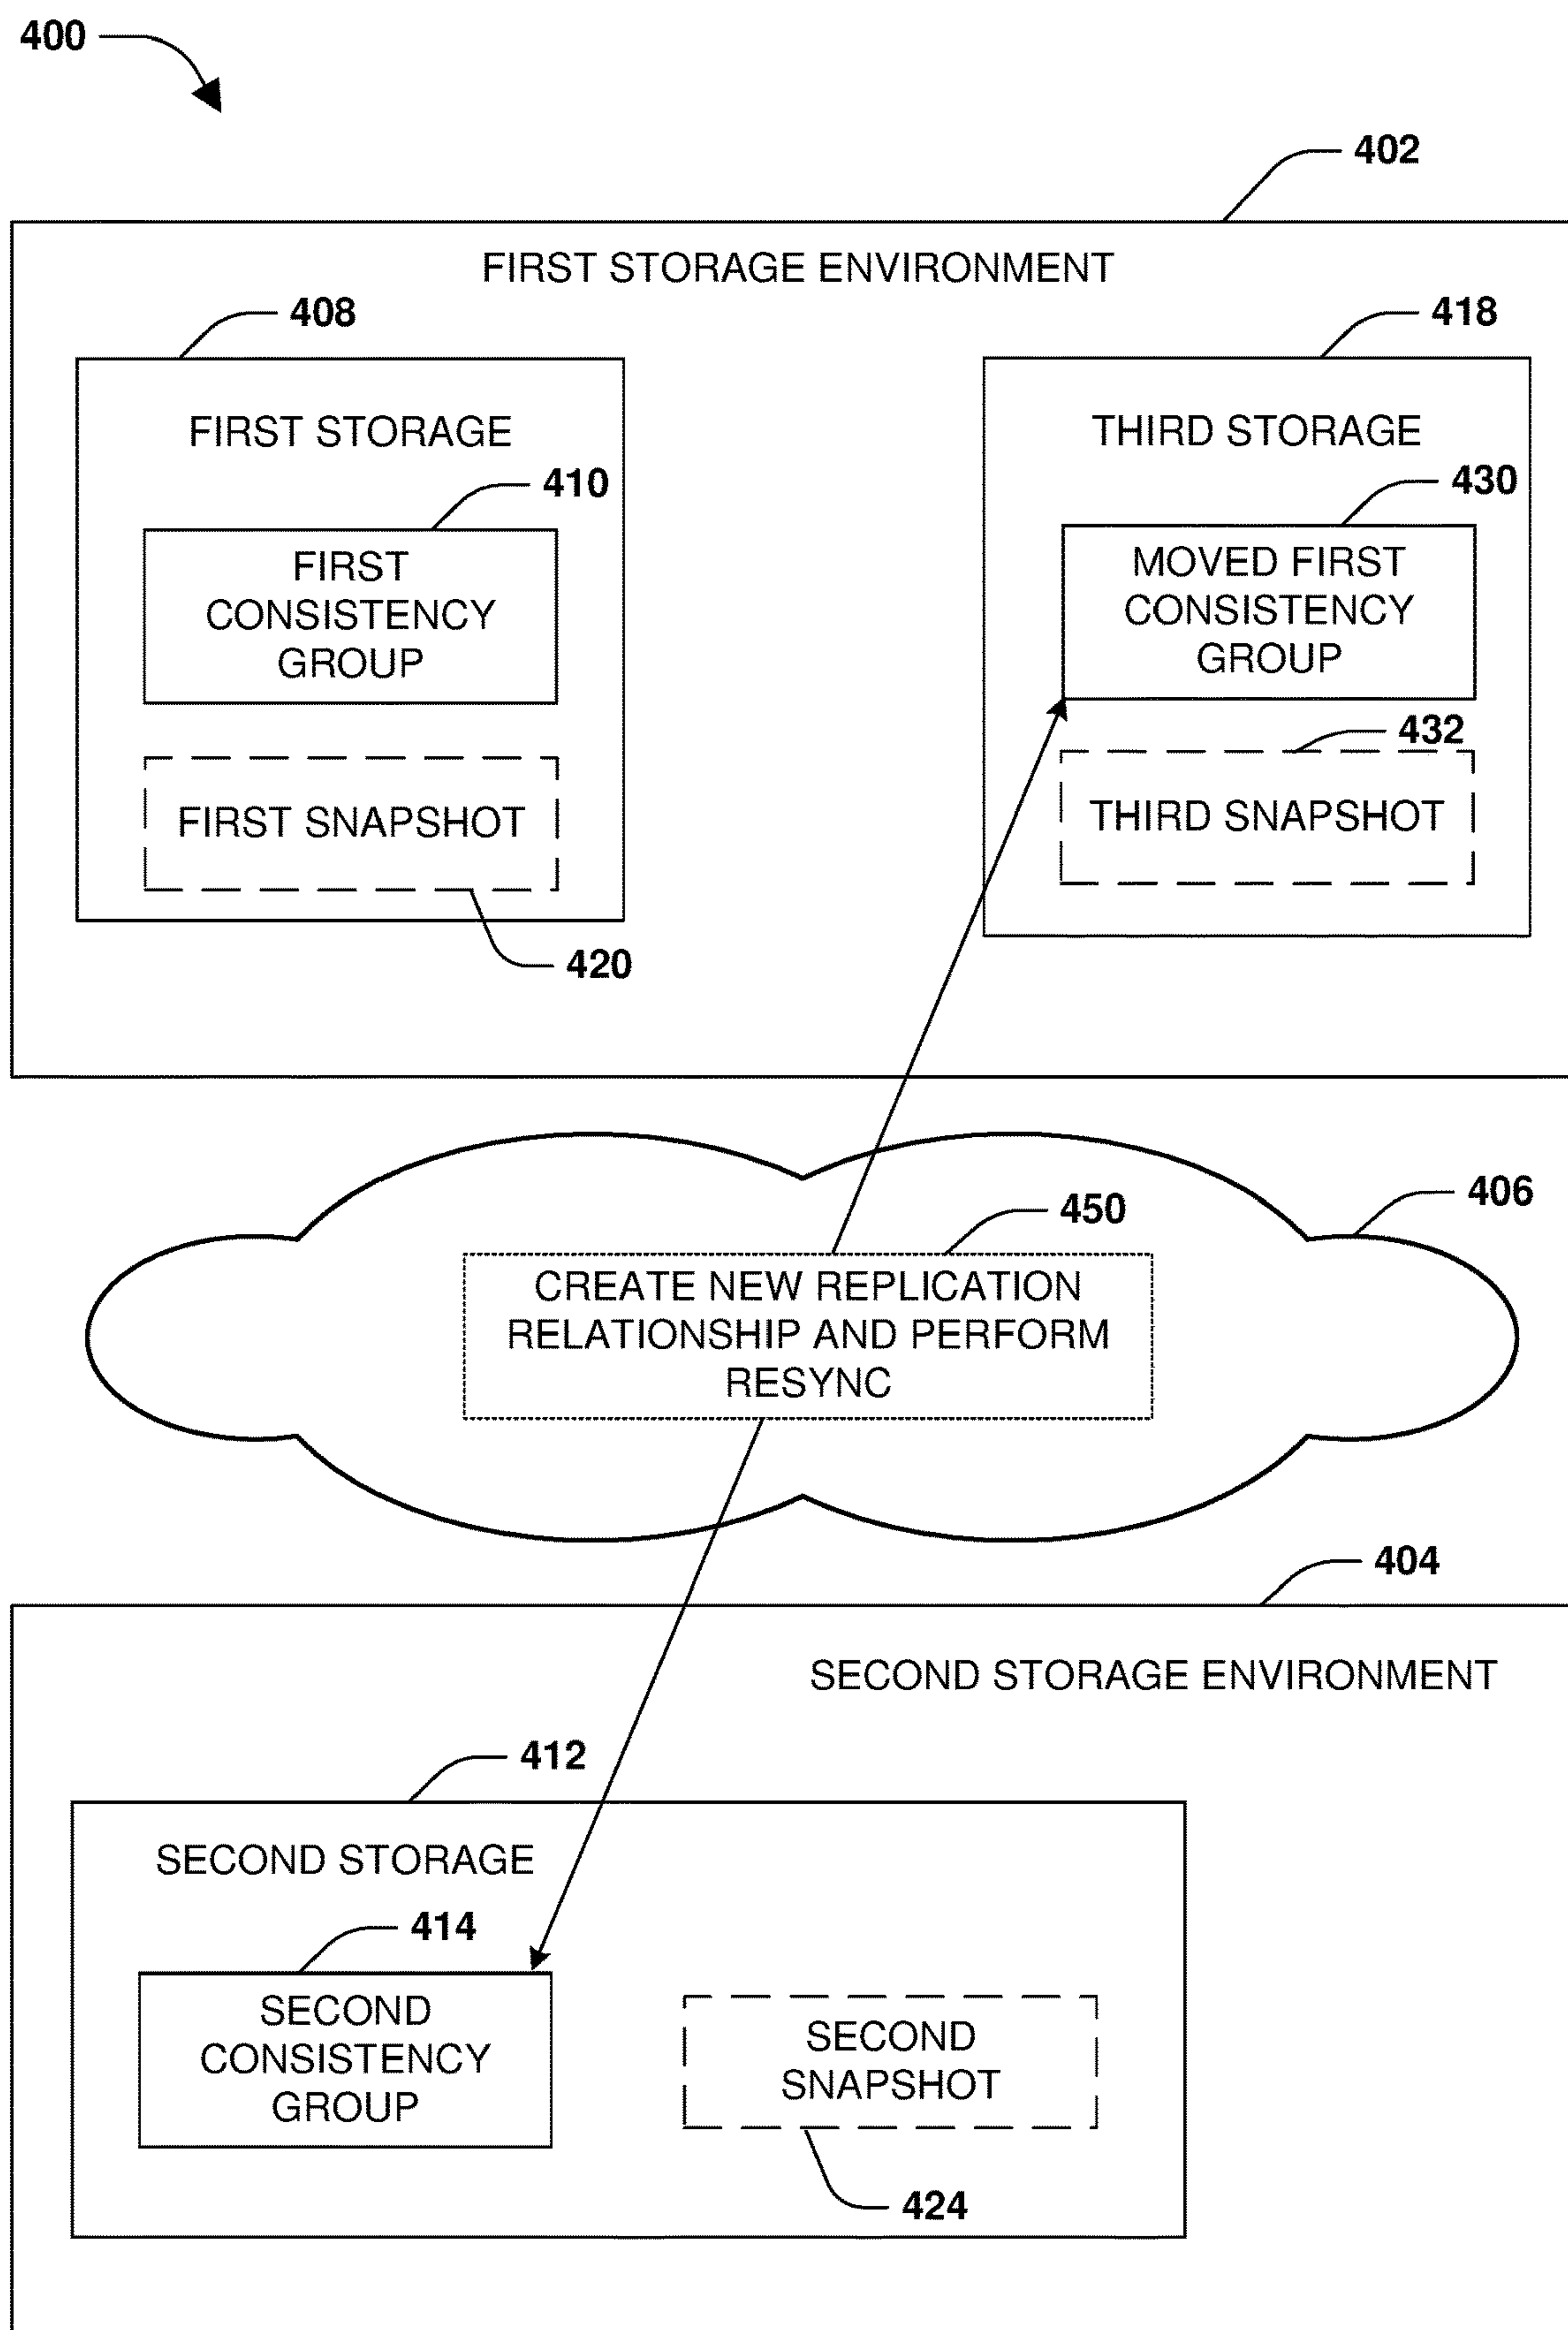 400
402
FIRST STORAGE ENVIRONMENT
408
418
FIRST STORAGE
THIRD STORAGE
410
430
FIRST
CONSISTENCY
GROUP
MOVED FIRST
CONSISTENCY
GROUP
432
FIRST SNAPSHOT
THIRD SNAPSHOT
420
406
450
CREATE NEW REPLICATION
RELATIONSHIP AND PERFORM
RESYNC
404
SECOND STORAGE ENVIRONMENT
412
SECOND STORAGE
414
SECOND
CONSISTENCY
GROUP
SECOND
SNAPSHOT
424